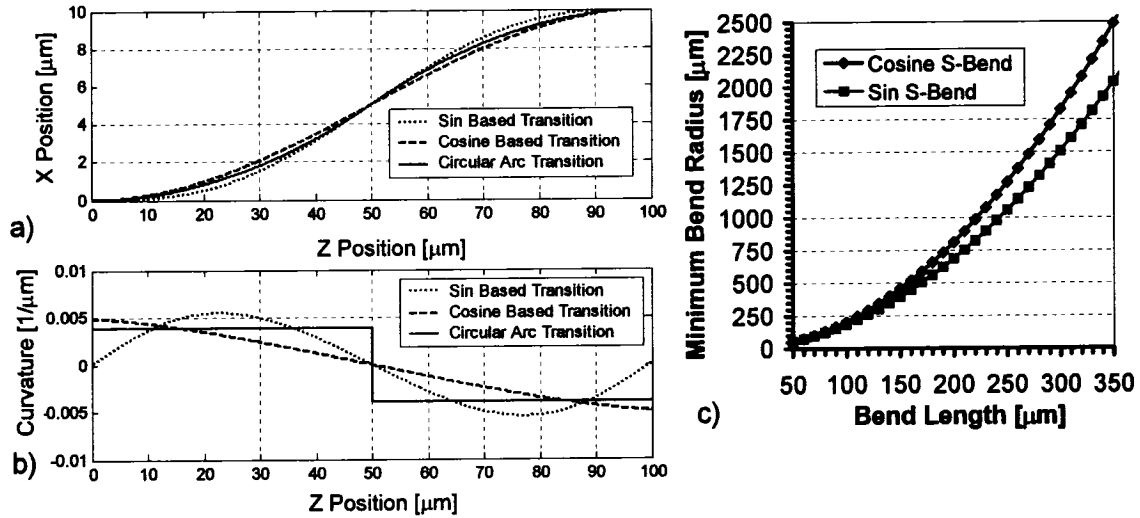 10
8
6
4
2
0
X Position [μm]
Sin Based Transition
Cosine Based Transition
Circular Arc Transition
0 10 20 30 40 50 60 70 80 90 100
Z Position [μm]
a)
0.01
0.005
0
-0.005
-0.01
Curvature [1/μm]
Sin Based Transition
Cosine Based Transition
Circular Arc Transition
0 10 20 30 40 50 60 70 80 90 100
Z Position [μm]
b)
2500
2250
2000
1750
1500
1250
1000
750
500
250
0
Minimum Bend Radius [μm]
Cosine S-Bend
Sin S-Bend
50 100 150 200 250 300 350
Bend Length [μm]
c)